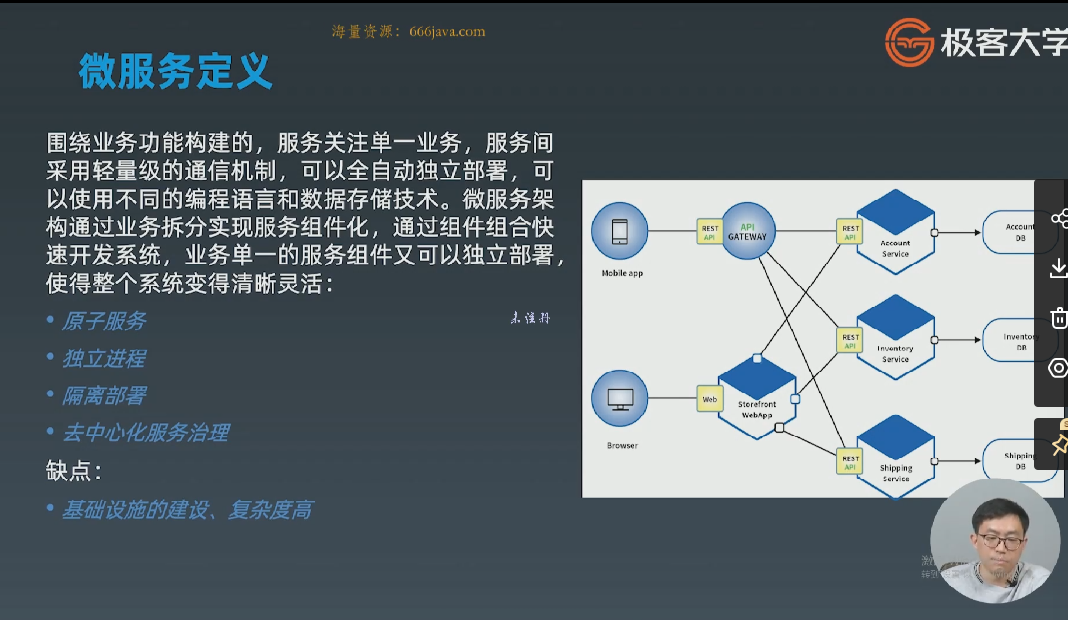 海量资源：666java.com
极客大学
微服务定义
围绕业务功能构建的，服务关注单一业务，服务间
采用轻量级的通信机制，可以全自动独立部署，可
以使用不同的编程语言和数据存储技术。微服务架
构通过业务拆分实现服务组件化，通过组件组合快
速开发系统，业务单一的服务组件又可以独立部署，
使得整个系统变得清晰灵活：
• 原子服务
• 独立进程
• 隔离部署
• 去中心化服务治理
缺点：
• 基础设施的建设、复杂度高
未注册
Mobile app
REST
API
API
GATEWAY
REST
API
Account
Service
Account
DB
REST
API
Inventory
Service
Inventory
DB
Browser
Web
Storefront
WebApp
REST
API
Shipping
Service
Shipping
DB